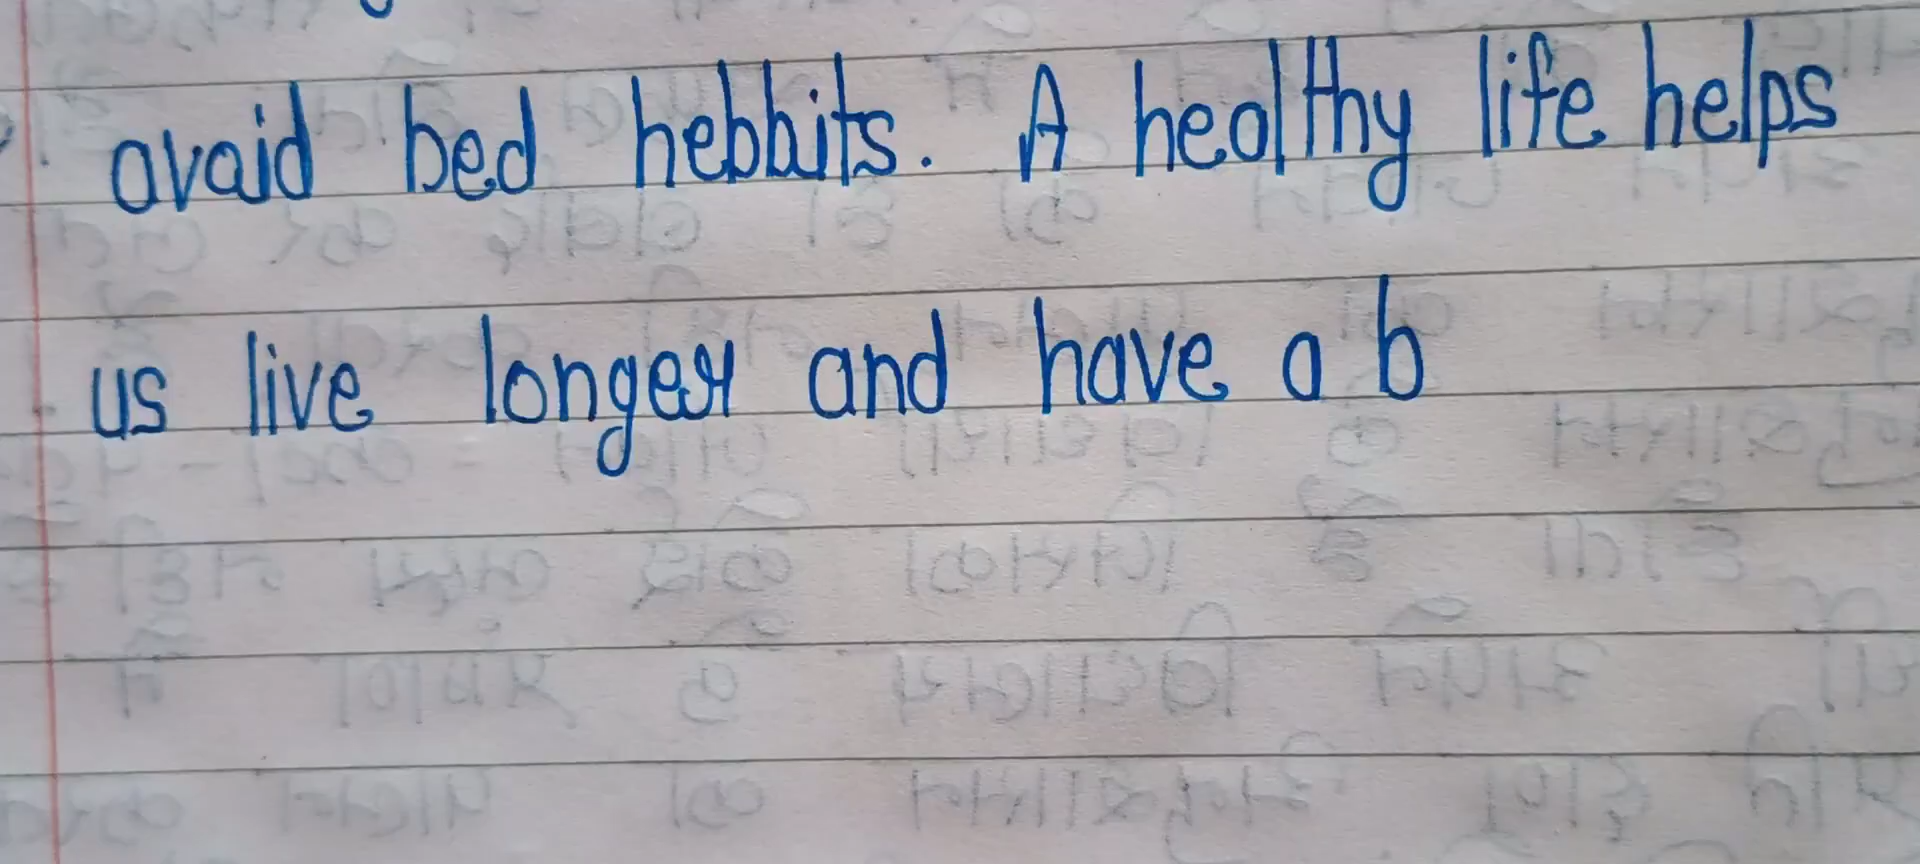 avaid bed hebbits. A healthy life helps
us live longer and have a b